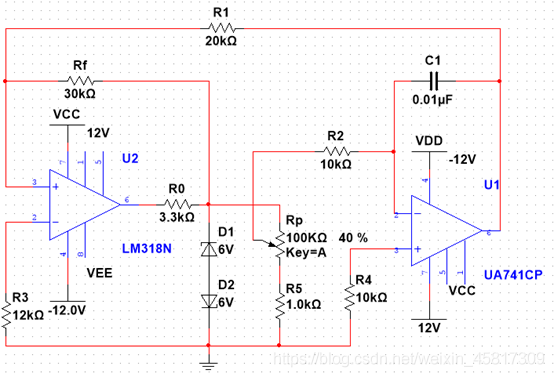 R1
20kΩ
Rf
30kΩ
C1
0.01µF
VCC
12V
R2
10kΩ
VDD
-12V
7
1
5
U2
4
U1
3
R0
3.3kΩ
6
2
2
6
LM318N
D1
6V
Rp
100KΩ
Key=A
40 %
3
UA741CP
4
8
VEE
D2
6V
R5
1.0kΩ
R4
10kΩ
7
5
1
VCC
R3
12kΩ
-12.0V
12V
https://blog.csdn.net/weixin_45817309